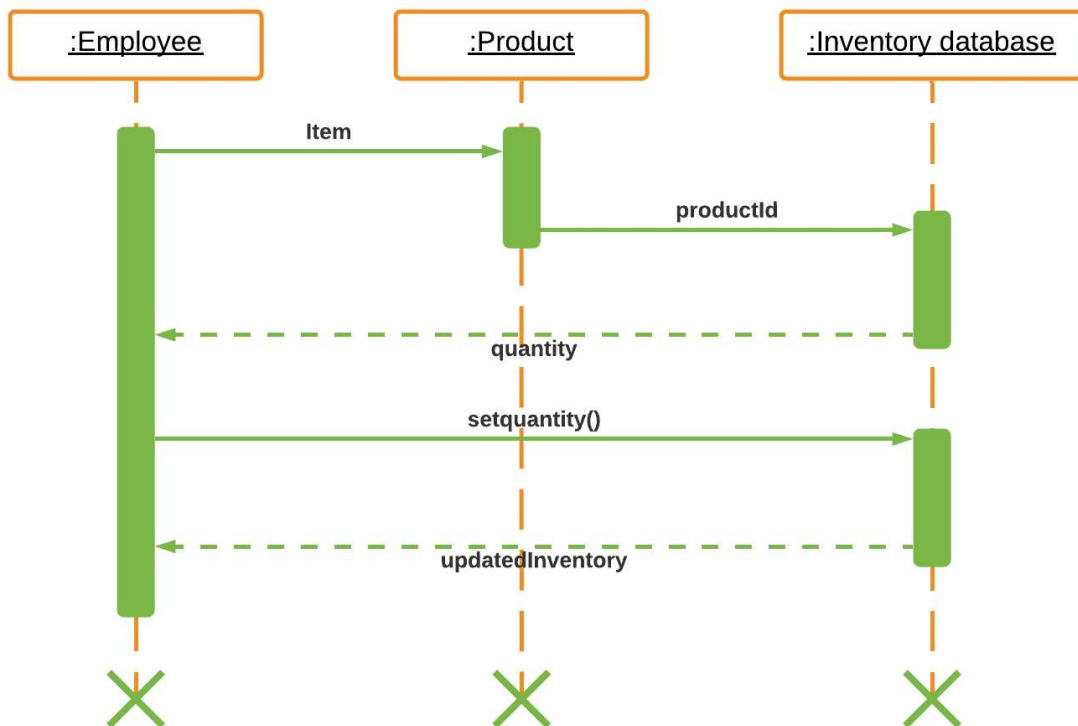 :Employee
:Product
:Inventory database
Item
productId
quantity
setquantity()
updatedInventory